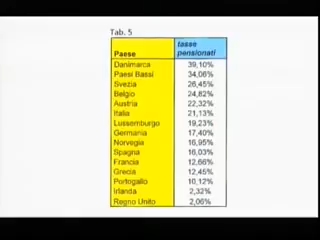 Tab. 5
Paese tasse pensionati
Danimarca 39,10%
Paesi Bassi 34,06%
Svezia 26,45%
Belgio 24,82%
Austria 22,32%
Italia 21,13%
Lussemburgo 19,23%
Germania 17,40%
Norvegia 16,95%
Spagna 16,03%
Francia 12,66%
Grecia 12,45%
Portogallo 10,12%
Irlanda 2,32%
Regno Unito 2,06%